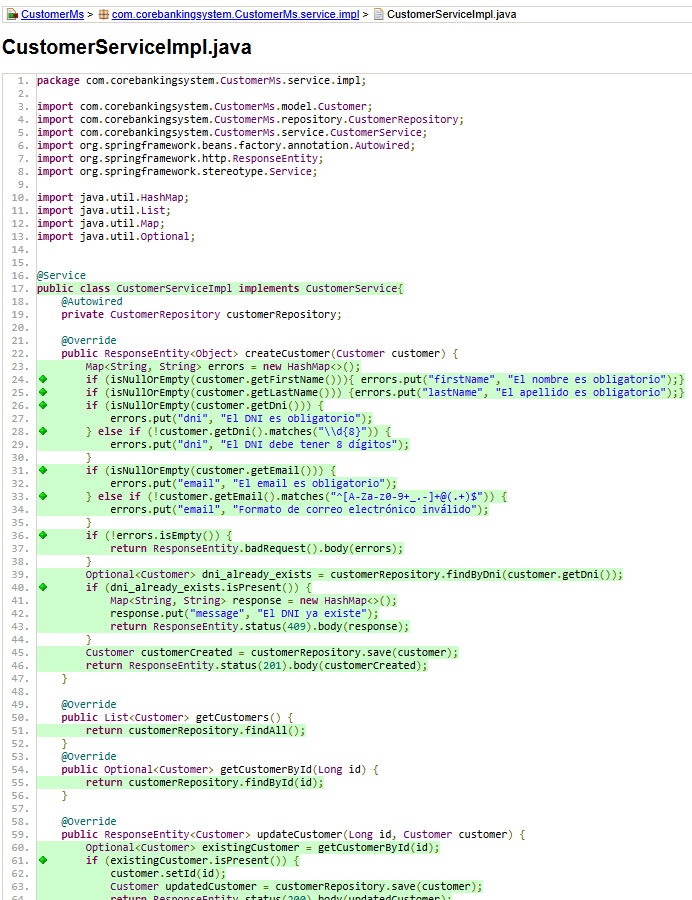 CustomerMs > com.corebankingsystem.CustomerMs.service.impl > CustomerServiceImpl.java
CustomerServiceImpl.java
1. package com.corebankingsystem.CustomerMs.service.impl;
2.
3. import com.corebankingsystem.CustomerMs.model.Customer;
4. import com.corebankingsystem.CustomerMs.repository.CustomerRepository;
5. import com.corebankingsystem.CustomerMs.service.CustomerService;
6. import org.springframework.beans.factory.annotation.Autowired;
7. import org.springframework.http.ResponseEntity;
8. import org.springframework.stereotype.Service;
9.
10. import java.util.HashMap;
11. import java.util.List;
12. import java.util.Map;
13. import java.util.Optional;
14.
15.
16. @Service
17. public class CustomerServiceImpl implements CustomerService{
18.     @Autowired
19.     private CustomerRepository customerRepository;
20.
21.     @Override
22.     public ResponseEntity<Object> createCustomer(Customer customer) {
23.         Map<String, String> errors = new HashMap<>();
24.         if (isNullOrEmpty(customer.getFirstName())){ errors.put("firstName", "El nombre es obligatorio");}
25.         if (isNullOrEmpty(customer.getLastName())) {errors.put("lastName", "El apellido es obligatorio");}
26.         if (isNullOrEmpty(customer.getDni())) {
27.             errors.put("dni", "El DNI es obligatorio");
28.         } else if (!customer.getDni().matches("\\d{8}")) {
29.             errors.put("dni", "El DNI debe tener 8 dígitos");
30.         }
31.         if (isNullOrEmpty(customer.getEmail())) {
32.             errors.put("email", "El email es obligatorio");
33.         } else if (!customer.getEmail().matches("^[A-Za-z0-9+_.-]+@(.+)$")) {
34.             errors.put("email", "Formato de correo electrónico inválido");
35.         }
36.         if (!errors.isEmpty()) {
37.             return ResponseEntity.badRequest().body(errors);
38.         }
39.         Optional<Customer> dni_already_exists = customerRepository.findByDni(customer.getDni());
40.         if (dni_already_exists.isPresent()) {
41.             Map<String, String> response = new HashMap<>();
42.             response.put("message", "El DNI ya existe");
43.             return ResponseEntity.status(409).body(response);
44.         }
45.         Customer customerCreated = customerRepository.save(customer);
46.         return ResponseEntity.status(201).body(customerCreated);
47.     }
48.
49.     @Override
50.     public List<Customer> getCustomers() {
51.         return customerRepository.findAll();
52.     }
53.     @Override
54.     public Optional<Customer> getCustomerById(Long id) {
55.         return customerRepository.findById(id);
56.     }
57.
58.     @Override
59.     public ResponseEntity<Customer> updateCustomer(Long id, Customer customer) {
60.         Optional<Customer> existingCustomer = getCustomerById(id);
61.         if (existingCustomer.isPresent()) {
62.             customer.setId(id);
63.             Customer updatedCustomer = customerRepository.save(customer);
64.             return ResponseEntity.status(200).body(updatedCustomer);